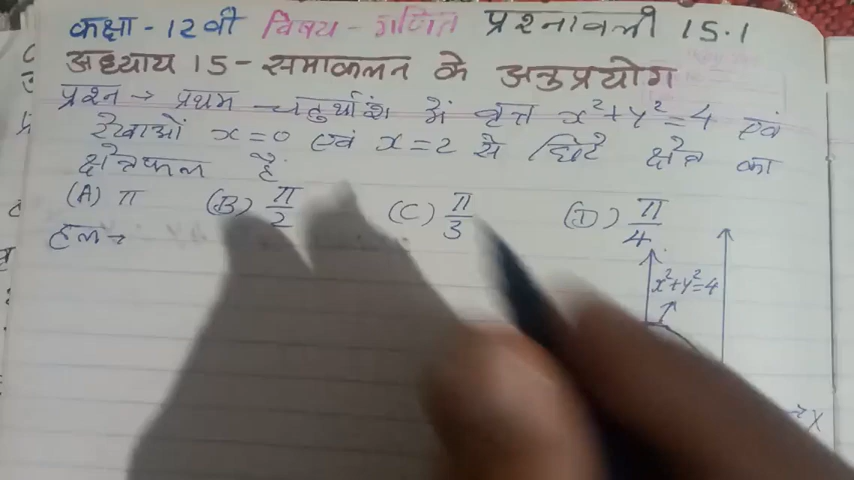 कक्षा - 12वी विषय - गणित प्रश्नावली 15.1
अध्याय 15 - समाकलन के अनुप्रयोग
प्रश्न → प्रथम चतुर्थांश में वृत्त x²+y²=4 एवं
रेखाओं x=0 एवं x=2 से घिरे क्षेत्र का
क्षेत्रफल है
(A) π (B) π/2 (C) π/3 (D) π/4
हल →
x²+y²=4
X